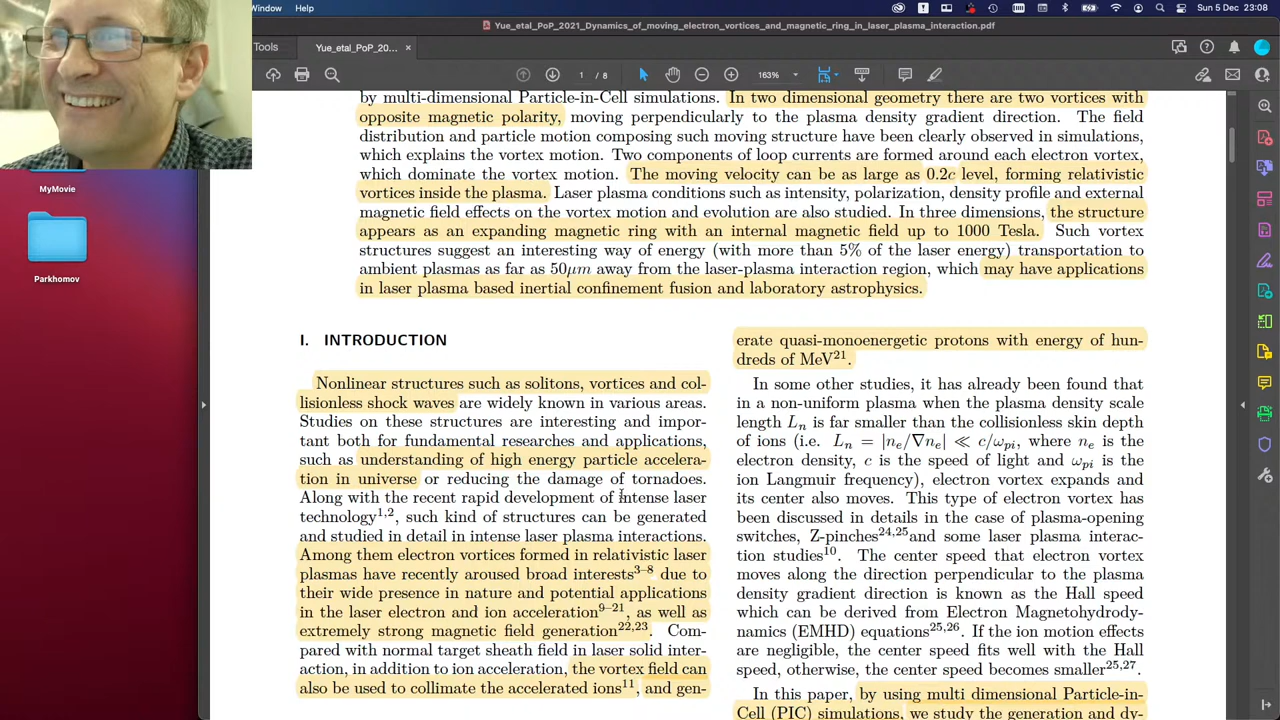 Window Help Sun 5 Dec 23:08
Yue_etal_PoP_2021_Dynamics_of_moving_electron_vortices_and_magnetic_ring_in_laser_plasma_interaction.pdf
Tools Yue_etal_PoP_20... ×
1 / 8 163%
MyMovie
Parkhomov
by multi-dimensional Particle-in-Cell simulations. In two dimensional geometry there are two vortices with
opposite magnetic polarity, moving perpendicularly to the plasma density gradient direction. The field
distribution and particle motion composing such moving structure have been clearly observed in simulations,
which explains the vortex motion. Two components of loop currents are formed around each electron vortex,
which dominate the vortex motion. The moving velocity can be as large as 0.2c level, forming relativistic
vortices inside the plasma. Laser plasma conditions such as intensity, polarization, density profile and external
magnetic field effects on the vortex motion and evolution are also studied. In three dimensions, the structure
appears as an expanding magnetic ring with an internal magnetic field up to 1000 Tesla. Such vortex
structures suggest an interesting way of energy (with more than 5% of the laser energy) transportation to
ambient plasmas as far as 50μm away from the laser-plasma interaction region, which may have applications
in laser plasma based inertial confinement fusion and laboratory astrophysics.
I. INTRODUCTION
Nonlinear structures such as solitons, vortices and col-
lisionless shock waves are widely known in various areas.
Studies on these structures are interesting and impor-
tant both for fundamental researches and applications,
such as understanding of high energy particle accelera-
tion in universe or reducing the damage of tornadoes.
Along with the recent rapid development of intense laser
technology1,2, such kind of structures can be generated
and studied in detail in intense laser plasma interactions.
Among them electron vortices formed in relativistic laser
plasmas have recently aroused broad interests3–8 due to
their wide presence in nature and potential applications
in the laser electron and ion acceleration9–21, as well as
extremely strong magnetic field generation22,23. Com-
pared with normal target sheath field in laser solid inter-
action, in addition to ion acceleration, the vortex field can
also be used to collimate the accelerated ions11, and gen-
erate quasi-monoenergetic protons with energy of hun-
dreds of MeV21.
In some other studies, it has already been found that
in a non-uniform plasma when the plasma density scale
length Ln is far smaller than the collisionless skin depth
of ions (i.e. Ln = |ne/∇ne| ≪ c/ωpi, where ne is the
electron density, c is the speed of light and ωpi is the
ion Langmuir frequency), electron vortex expands and
its center also moves. This type of electron vortex has
been discussed in details in the case of plasma-opening
switches, Z-pinches24,25and some laser plasma interac-
tion studies10. The center speed that electron vortex
moves along the direction perpendicular to the plasma
density gradient direction is known as the Hall speed
which can be derived from Electron Magnetohydrody-
namics (EMHD) equations25,26. If the ion motion effects
are negligible, the center speed fits well with the Hall
speed, otherwise, the center speed becomes smaller25,27.
In this paper, by using multi dimensional Particle-in-
Cell (PIC) simulations, we study the generation and dy-